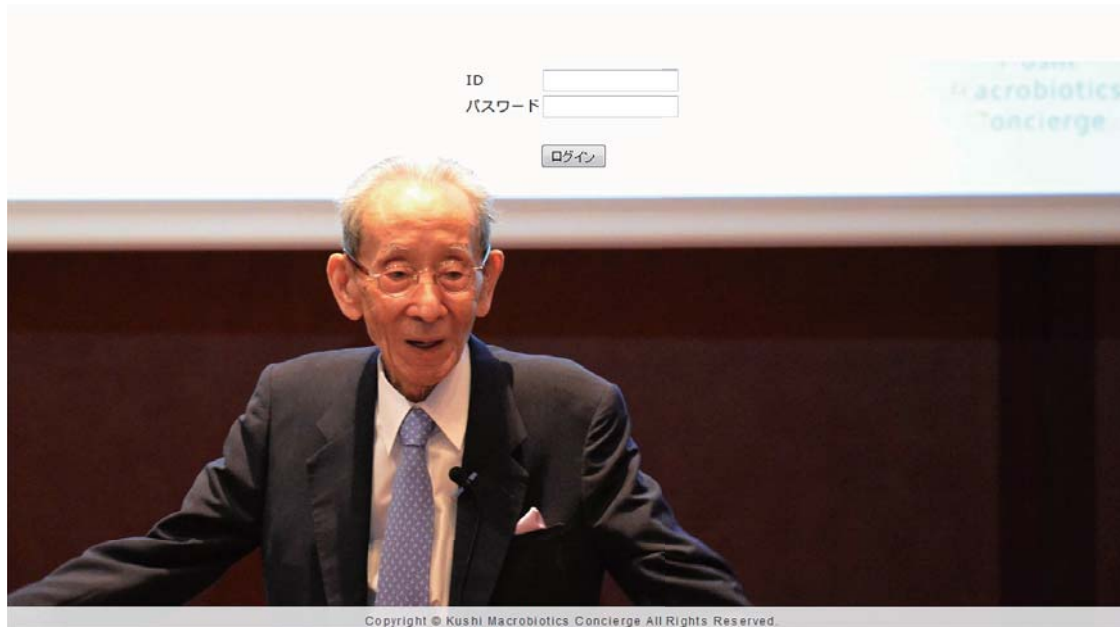 ID
パスワード
acrobiotics
oncierge
ログイン
Copyright © Kushi Macrobiotics Concierge All Rights Reserved.